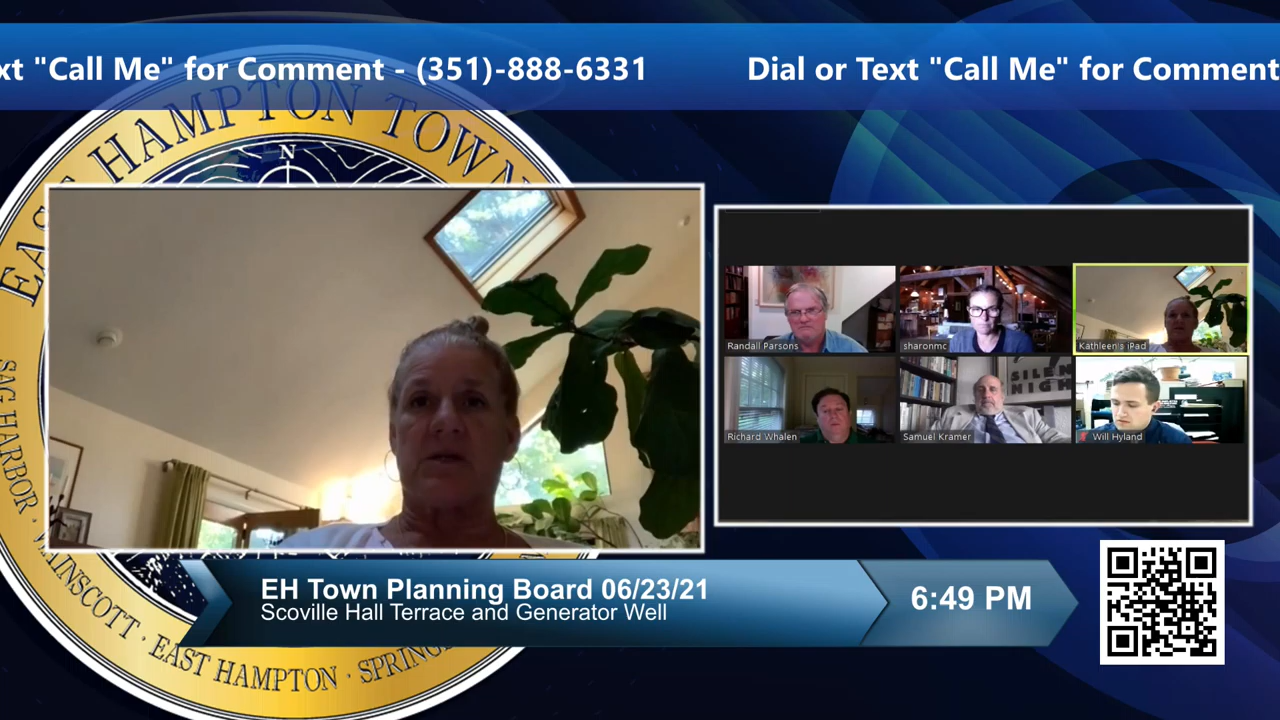 xt "Call Me" for Comment - (351)-888-6331
Dial or Text "Call Me" for Comment
EAST HAMPTON TOWN
N
SAG HARBOR · WAINSCOTT · EAST HAMPTON · SPRING
Randall Parsons
sharonmc
Kathleen's iPad
Richard Whalen
Samuel Kramer
Will Hyland
SILEN
NIGH
EH Town Planning Board 06/23/21
Scoville Hall Terrace and Generator Well
6:49 PM